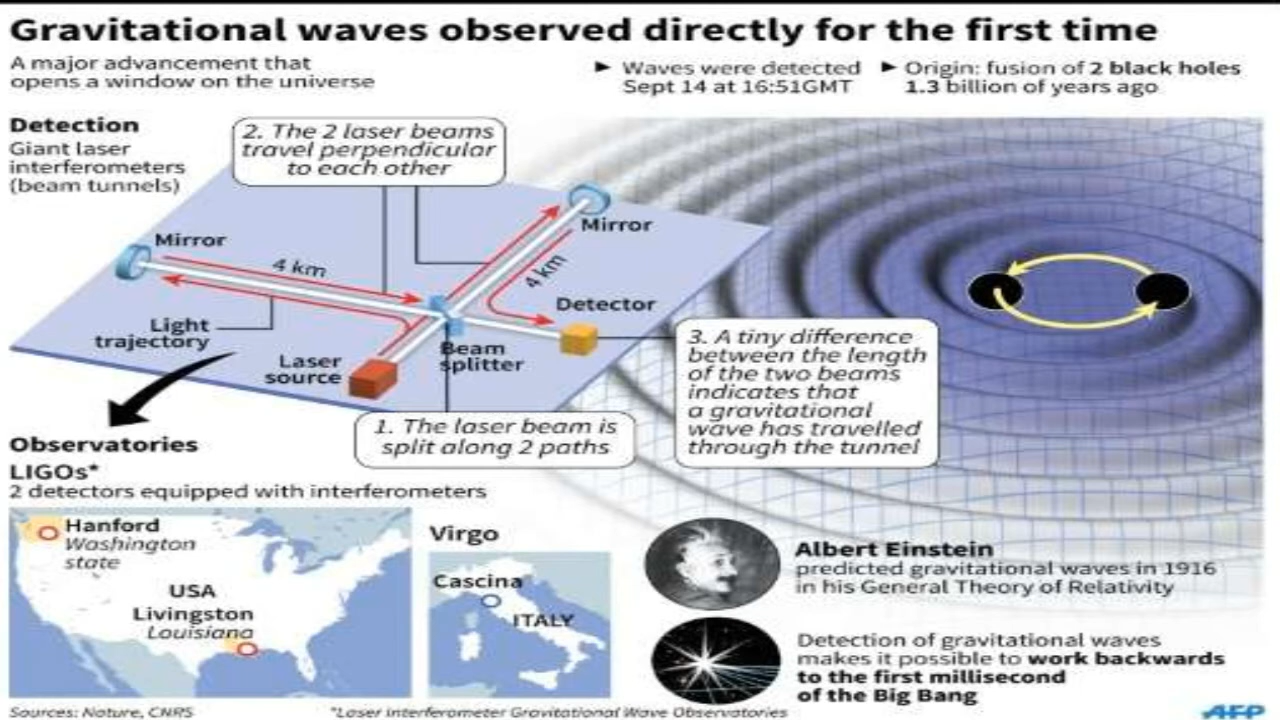 Gravitational waves observed directly for the first time
A major advancement that
opens a window on the universe
► Waves were detected
Sept 14 at 16:51GMT
► Origin: fusion of 2 black holes
1.3 billion of years ago
Detection
Giant laser
interferometers
(beam tunnels)
2. The 2 laser beams
travel perpendicular
to each other
Mirror
Mirror
4 km
4 km
Detector
Light
trajectory
Laser
source
Beam
splitter
3. A tiny difference
between the length
of the two beams
indicates that
a gravitational
wave has travelled
through the tunnel
1. The laser beam is
split along 2 paths
Observatories
LIGOs*
2 detectors equipped with interferometers
Hanford
Washington
state
USA
Livingston
Louisiana
Virgo
Cascina
ITALY
Albert Einstein
predicted gravitational waves in 1916
in his General Theory of Relativity
Detection of gravitational waves
makes it possible to work backwards
to the first millisecond
of the Big Bang
Sources: Nature, CNRS
*Laser Interferometer Gravitational Wave Observatories
AFP